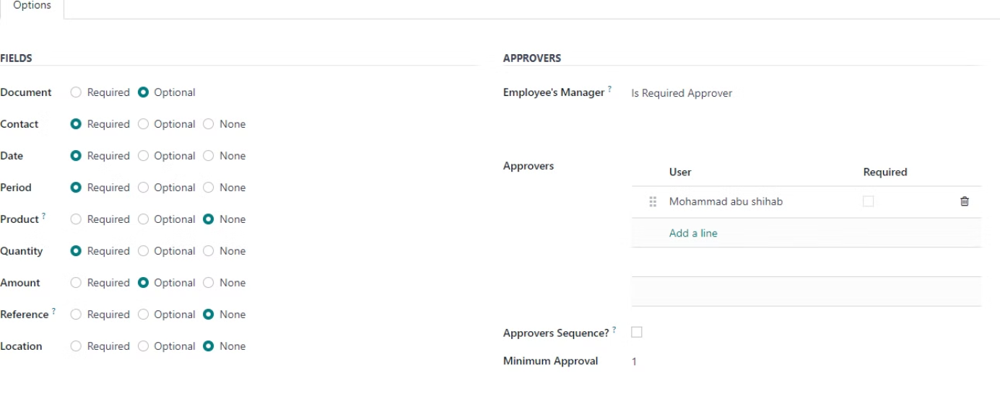 Options
FIELDS
Document Required Optional
Contact Required Optional None
Date Required Optional None
Period Required Optional None
Product ? Required Optional None
Quantity Required Optional None
Amount Required Optional None
Reference ? Required Optional None
Location Required Optional None
APPROVERS
Employee's Manager ? Is Required Approver
Approvers
User Required
Mohammad abu shihab
Add a line
Approvers Sequence? ?
Minimum Approval 1